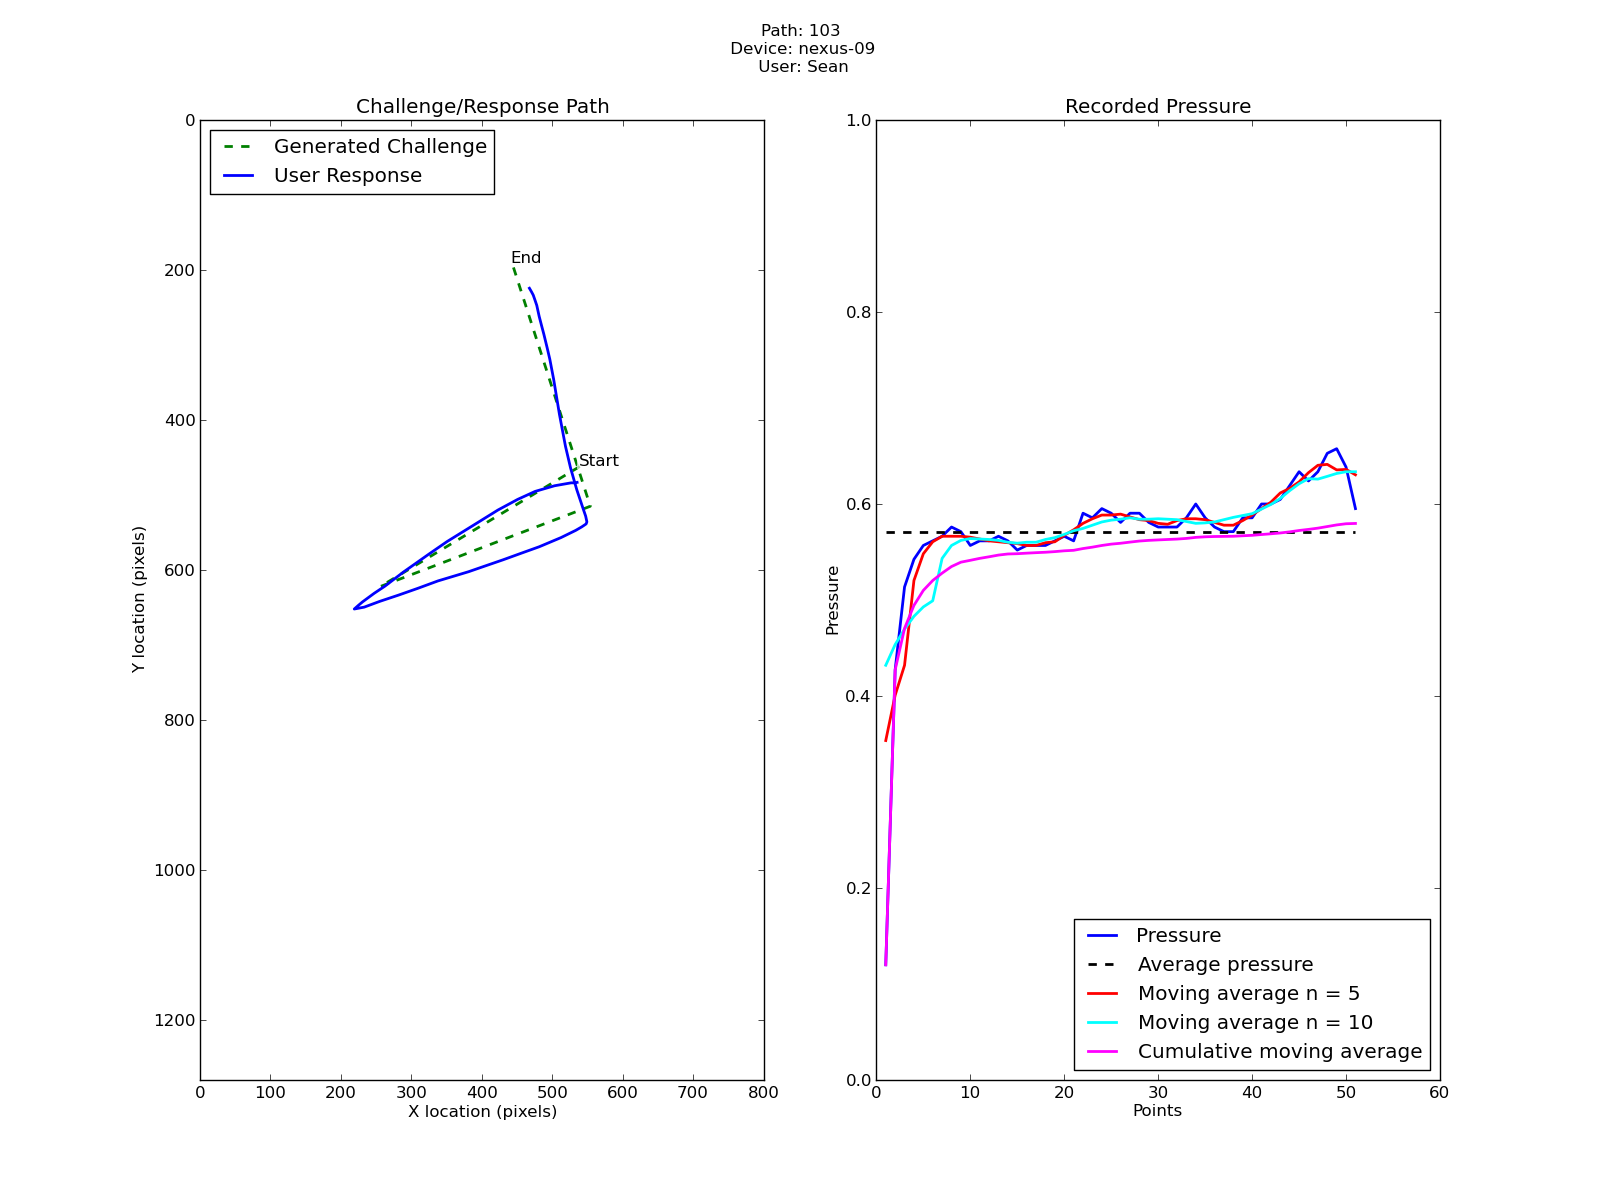 Path: 103
Device: nexus-09
User: Sean
Challenge/Response Path
Generated Challenge
User Response
End
Start
0
200
400
600
800
1000
1200
Y location (pixels)
0 100 200 300 400 500 600 700 800
X location (pixels)
Recorded Pressure
1.0
0.8
0.6
0.4
0.2
0.0
Pressure
Pressure
Average pressure
Moving average n = 5
Moving average n = 10
Cumulative moving average
0 10 20 30 40 50 60
Points